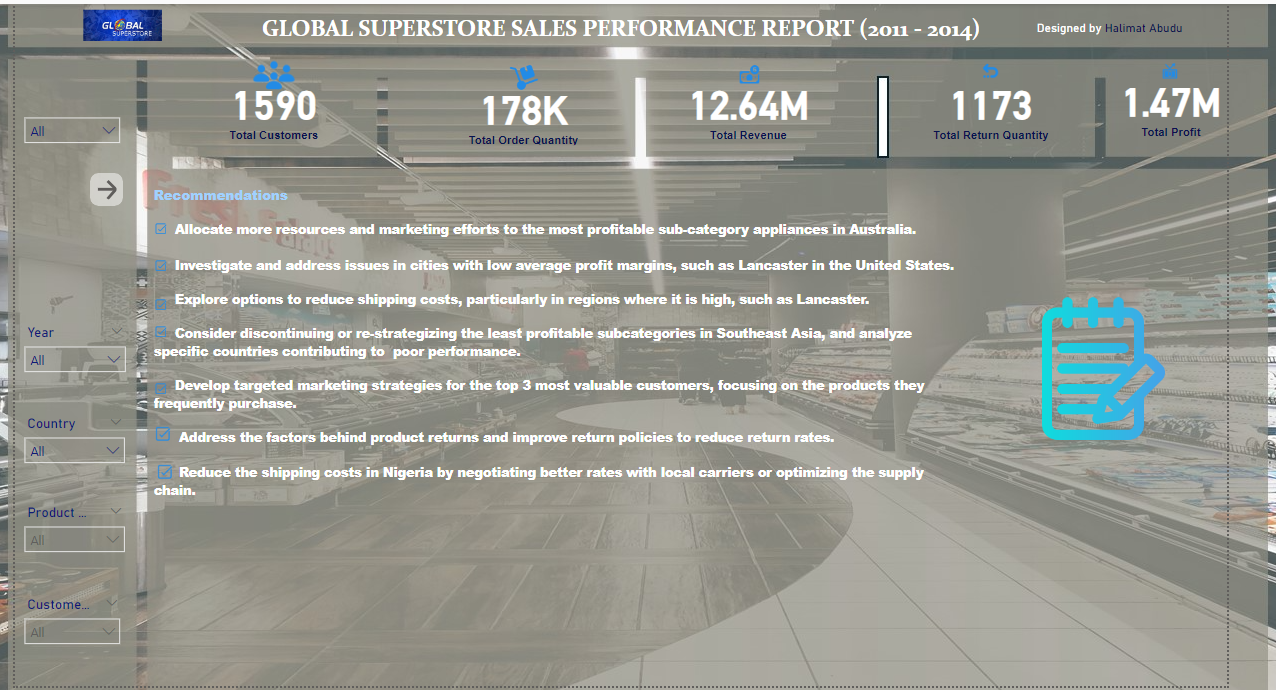 GLOBAL
SUPERSTORE
GLOBAL SUPERSTORE SALES PERFORMANCE REPORT (2011 - 2014)
Designed by Halimat Abudu
1590
Total Customers
178K
Total Order Quantity
12.64M
Total Revenue
1173
Total Return Quantity
1.47M
Total Profit
All
Year
All
Country
All
Product ...
All
Custome...
All
Recommendations
Allocate more resources and marketing efforts to the most profitable sub-category appliances in Australia.
Investigate and address issues in cities with low average profit margins, such as Lancaster in the United States.
Explore options to reduce shipping costs, particularly in regions where it is high, such as Lancaster.
Consider discontinuing or re-strategizing the least profitable subcategories in Southeast Asia, and analyze
specific countries contributing to poor performance.
Develop targeted marketing strategies for the top 3 most valuable customers, focusing on the products they
frequently purchase.
Address the factors behind product returns and improve return policies to reduce return rates.
Reduce the shipping costs in Nigeria by negotiating better rates with local carriers or optimizing the supply
chain.